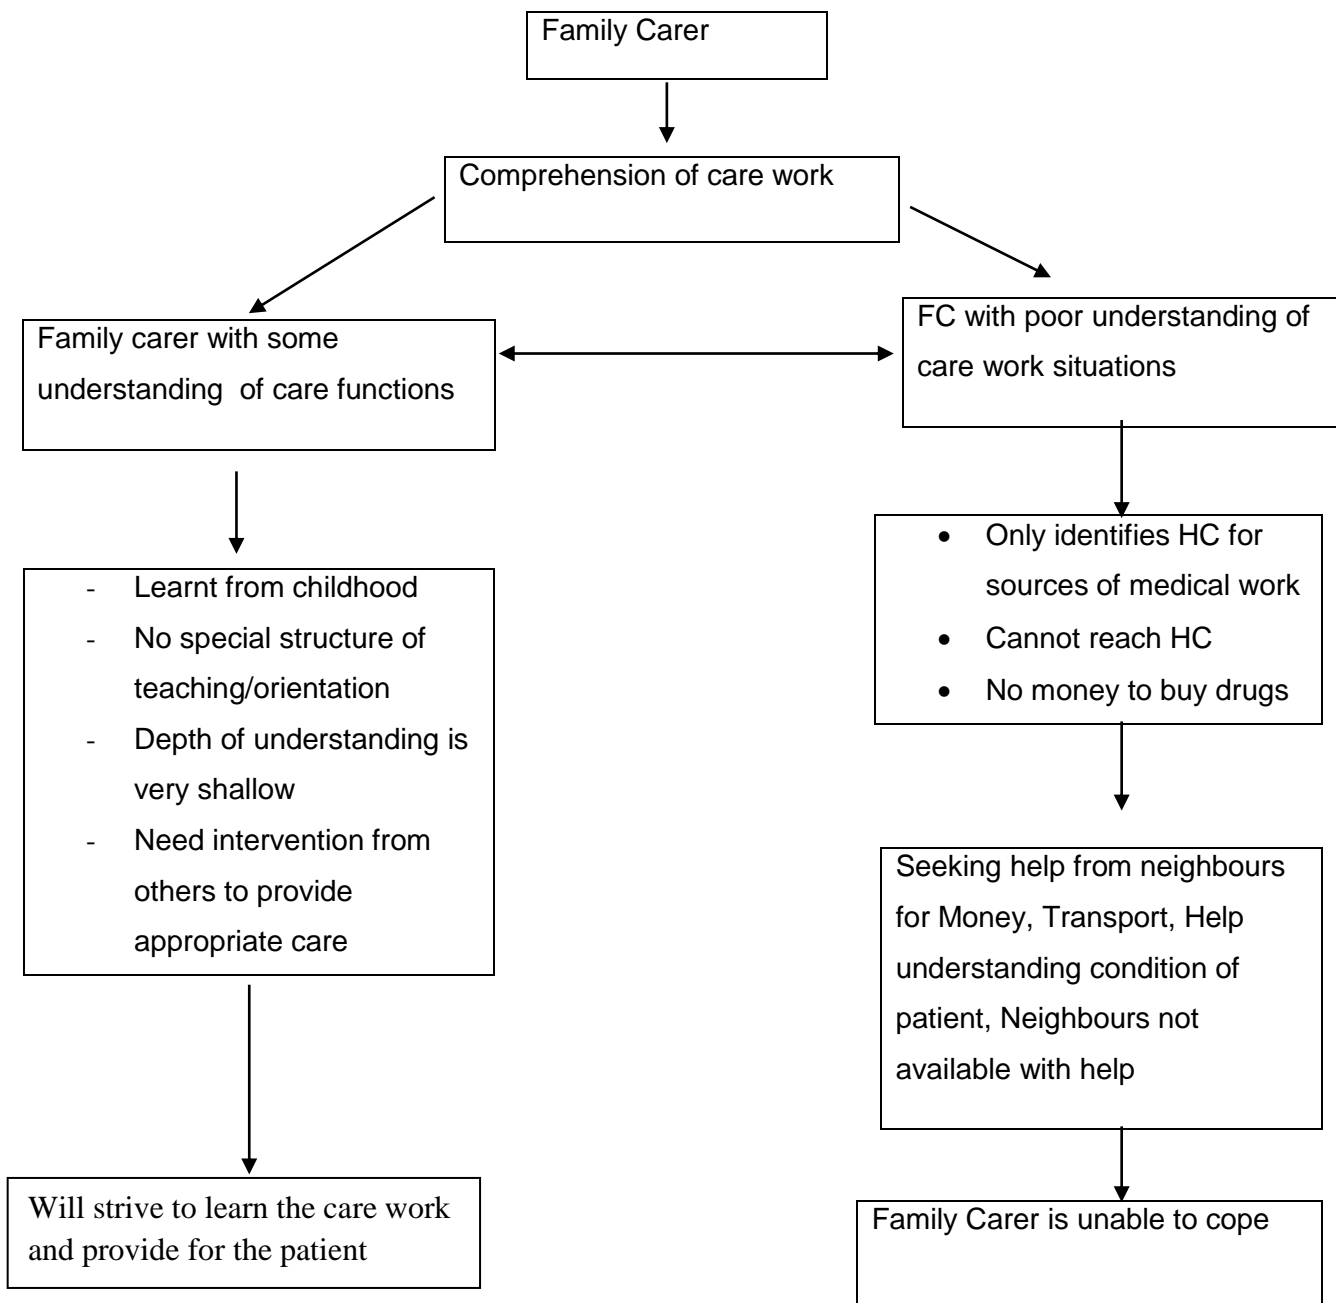 Family Carer
Comprehension of care work
Family carer with some
understanding of care functions
FC with poor understanding of
care work situations
- Learnt from childhood
- No special structure of
teaching/orientation
- Depth of understanding is
very shallow
- Need intervention from
others to provide
appropriate care
• Only identifies HC for
sources of medical work
• Cannot reach HC
• No money to buy drugs
Seeking help from neighbours
for Money, Transport, Help
understanding condition of
patient, Neighbours not
available with help
Will strive to learn the care work
and provide for the patient
Family Carer is unable to cope